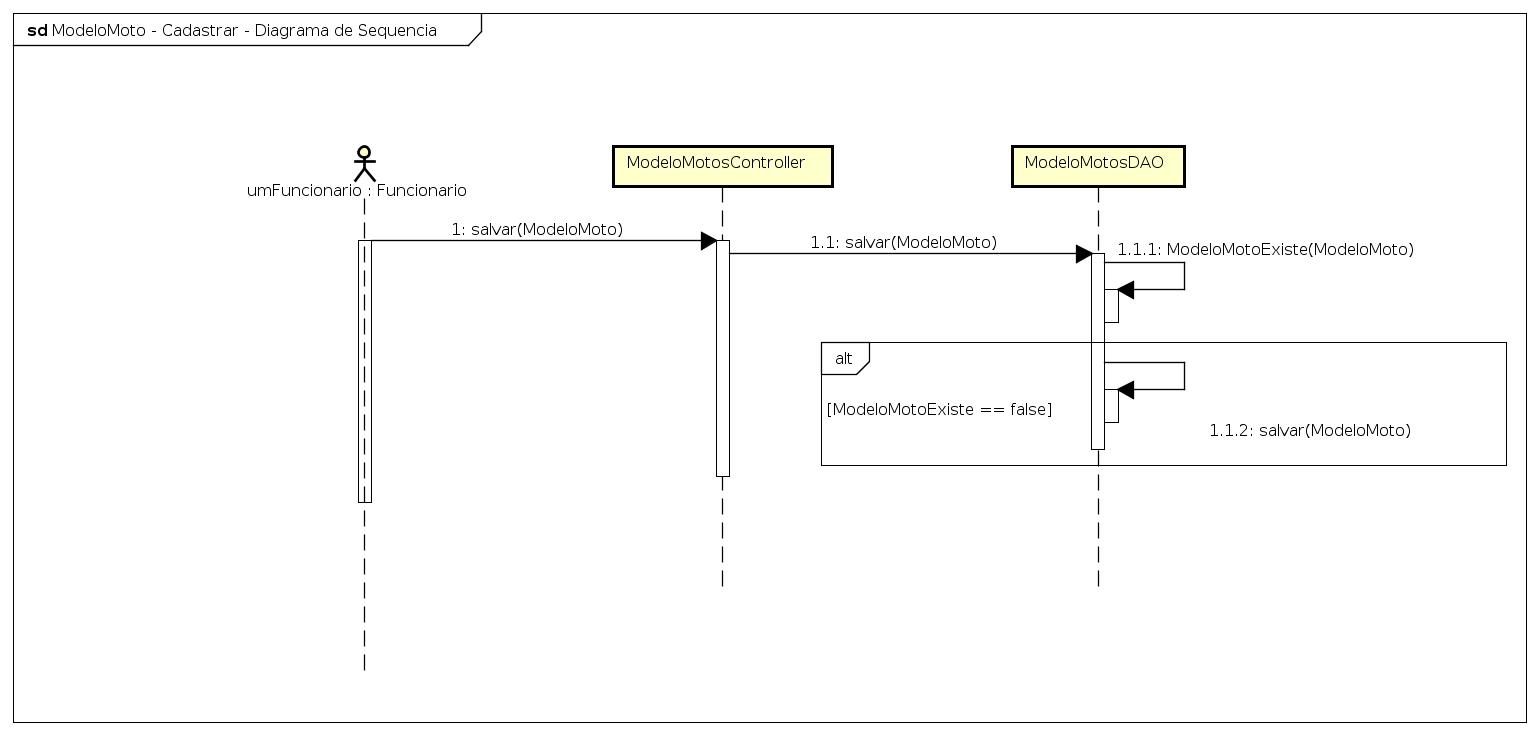 sd ModeloMoto - Cadastrar - Diagrama de Sequencia
ModeloMotosController
ModeloMotosDAO
umFuncionario : Funcionario
1: salvar(ModeloMoto)
1.1: salvar(ModeloMoto)
1.1.1: ModeloMotoExiste(ModeloMoto)
alt
[ModeloMotoExiste == false]
1.1.2: salvar(ModeloMoto)